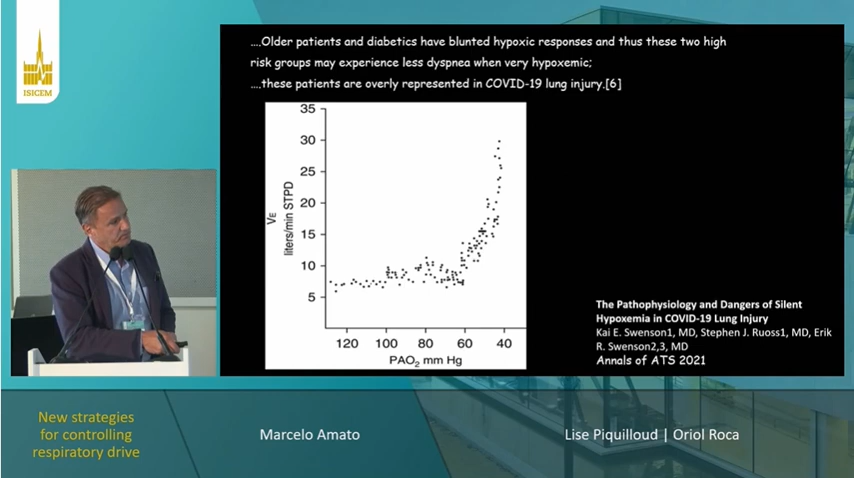 ISICEM
....Older patients and diabetics have blunted hypoxic responses and thus these two high
risk groups may experience less dyspnea when very hypoxemic;
....these patients are overly represented in COVID-19 lung injury.[6]
35
30
25
20
15
10
5
VE
liters/min STPD
120 100 80 60 40
PAO2 mm Hg
The Pathophysiology and Dangers of Silent
Hypoxemia in COVID-19 Lung Injury
Kai E. Swenson1, MD, Stephen J. Ruoss1, MD, Erik
R. Swenson2,3, MD
Annals of ATS 2021
New strategies
for controlling
respiratory drive
Marcelo Amato
Lise Piquilloud | Oriol Roca